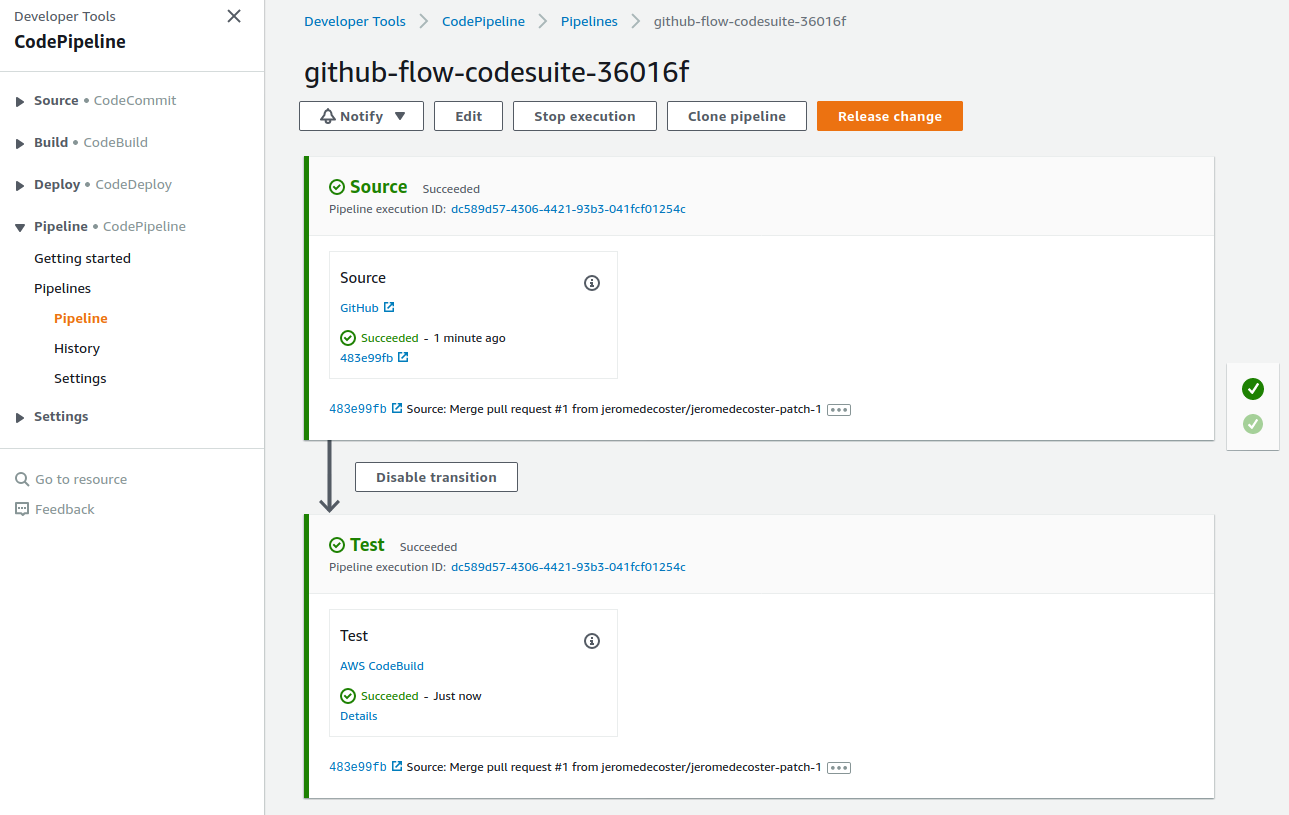 Developer Tools
CodePipeline
Source • CodeCommit
Build • CodeBuild
Deploy • CodeDeploy
Pipeline • CodePipeline
Getting started
Pipelines
Pipeline
History
Settings
Settings
Go to resource
Feedback
Developer Tools > CodePipeline > Pipelines > github-flow-codesuite-36016f
github-flow-codesuite-36016f
Notify Edit Stop execution Clone pipeline Release change
Source Succeeded
Pipeline execution ID: dc589d57-4306-4421-93b3-041fcf01254c
Source
GitHub
Succeeded - 1 minute ago
483e99fb
483e99fb Source: Merge pull request #1 from jeromedecoster/jeromedecoster-patch-1
Disable transition
Test Succeeded
Pipeline execution ID: dc589d57-4306-4421-93b3-041fcf01254c
Test
AWS CodeBuild
Succeeded - Just now
Details
483e99fb Source: Merge pull request #1 from jeromedecoster/jeromedecoster-patch-1